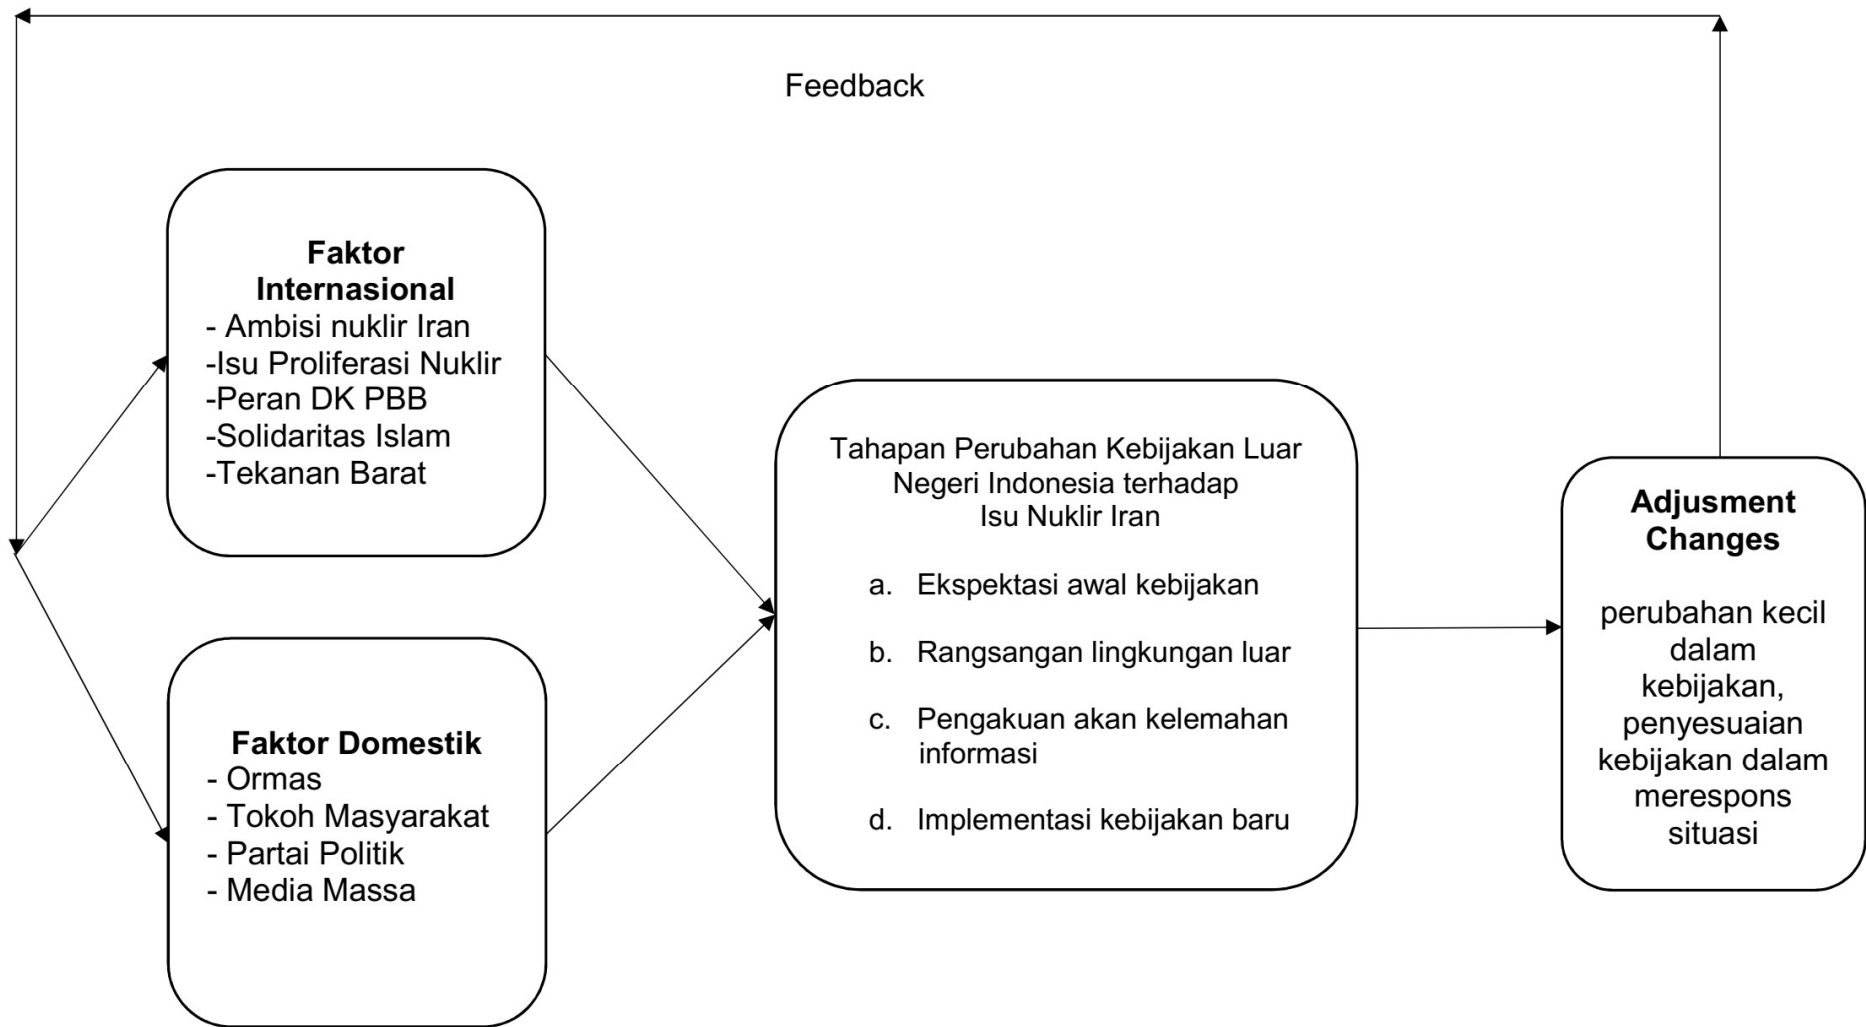 Feedback
Faktor
Internasional
- Ambisi nuklir Iran
-Isu Proliferasi Nuklir
-Peran DK PBB
-Solidaritas Islam
-Tekanan Barat
Faktor Domestik
- Ormas
- Tokoh Masyarakat
- Partai Politik
- Media Massa
Tahapan Perubahan Kebijakan Luar
Negeri Indonesia terhadap
Isu Nuklir Iran
a. Ekspektasi awal kebijakan
b. Rangsangan lingkungan luar
c. Pengakuan akan kelemahan
informasi
d. Implementasi kebijakan baru
Adjusment
Changes
perubahan kecil
dalam
kebijakan,
penyesuaian
kebijakan dalam
merespons
situasi